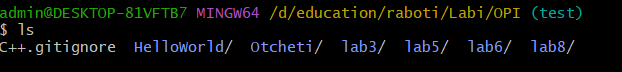 admin@DESKTOP-81VFTB7 MINGW64 /d/education/raboti/Labi/OPI (test)
$ ls
C++.gitignore  HelloWorld/  Otcheti/  lab3/  lab5/  lab6/  lab8/